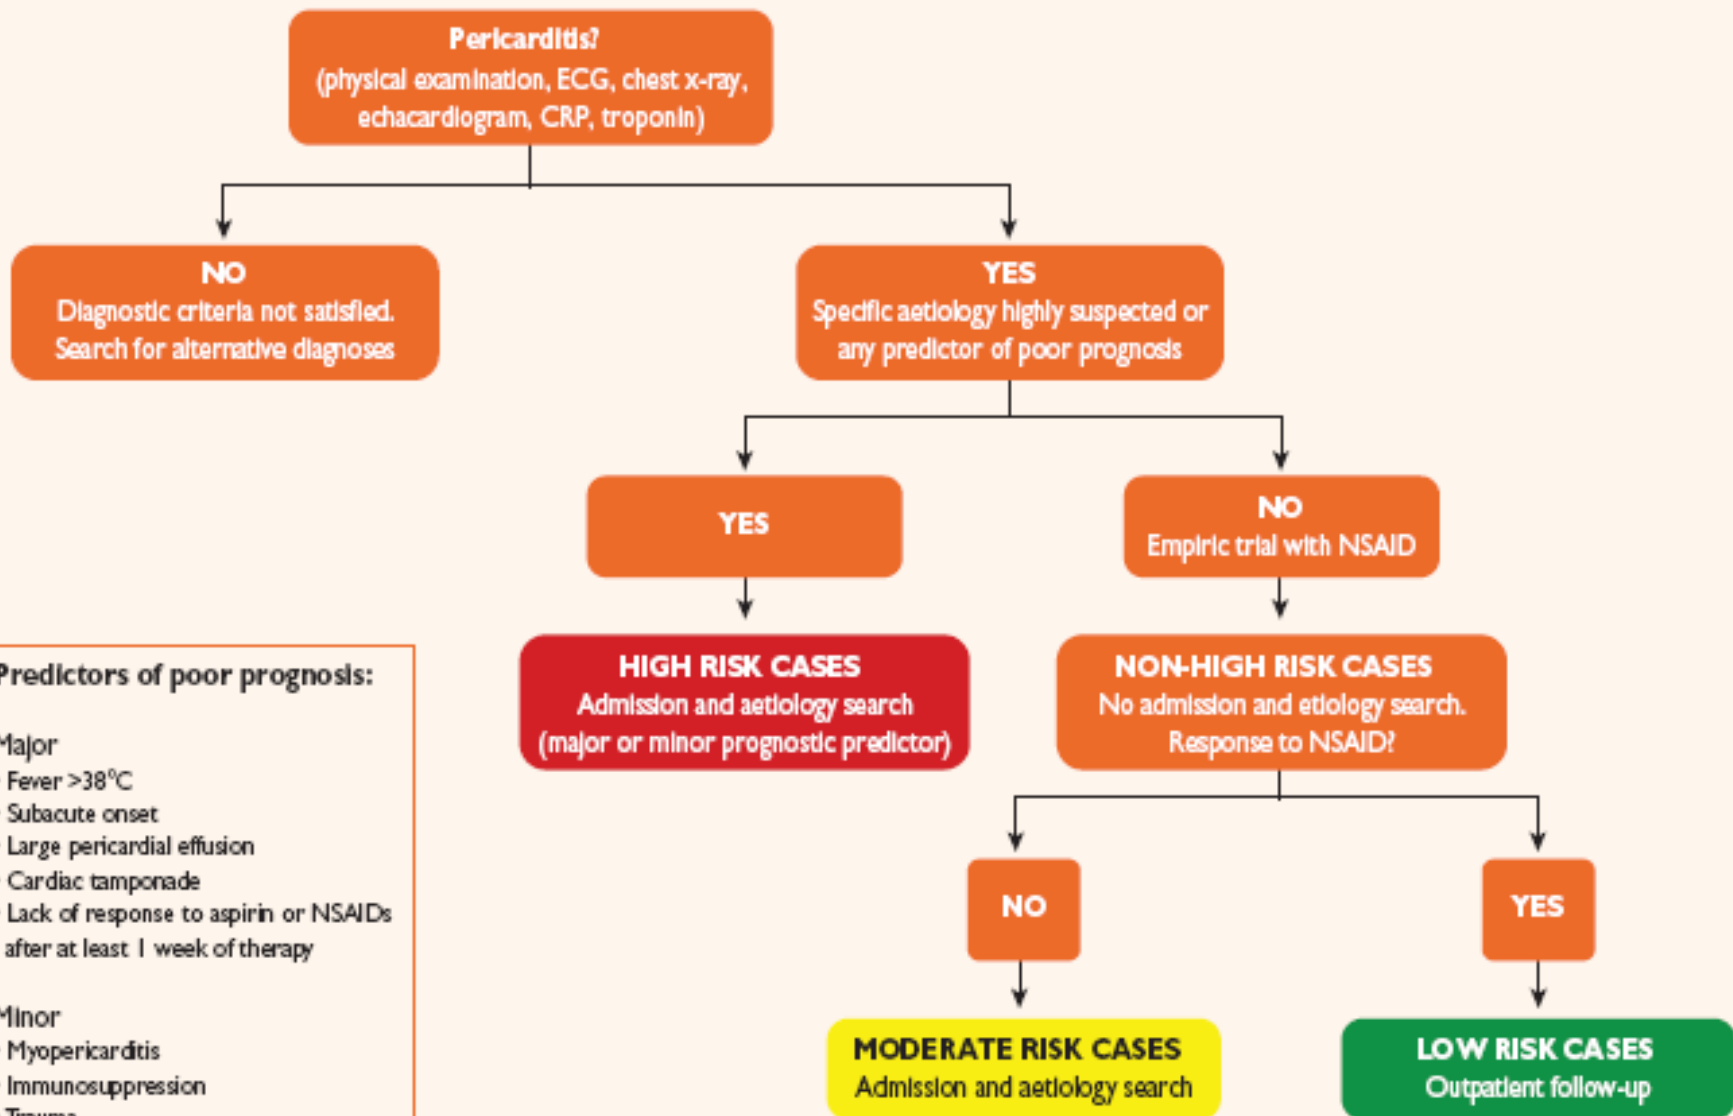 Pericarditis?
(physical examination, ECG, chest x-ray,
echacardiogram, CRP, troponin)
NO
Diagnostic criteria not satisfied.
Search for alternative diagnoses
YES
Specific aetiology highly suspected or
any predictor of poor prognosis
YES
NO
Empiric trial with NSAID
HIGH RISK CASES
Admission and aetiology search
(major or minor prognostic predictor)
NON-HIGH RISK CASES
No admission and etiology search.
Response to NSAID?
NO
YES
MODERATE RISK CASES
Admission and aetiology search
LOW RISK CASES
Outpatient follow-up
Predictors of poor prognosis:
Major
Fever >38⁰C
Subacute onset
Large pericardial effusion
Cardiac tamponade
Lack of response to aspirin or NSAIDs
after at least 1 week of therapy
Minor
Myopericarditis
Immunosuppression
Trauma